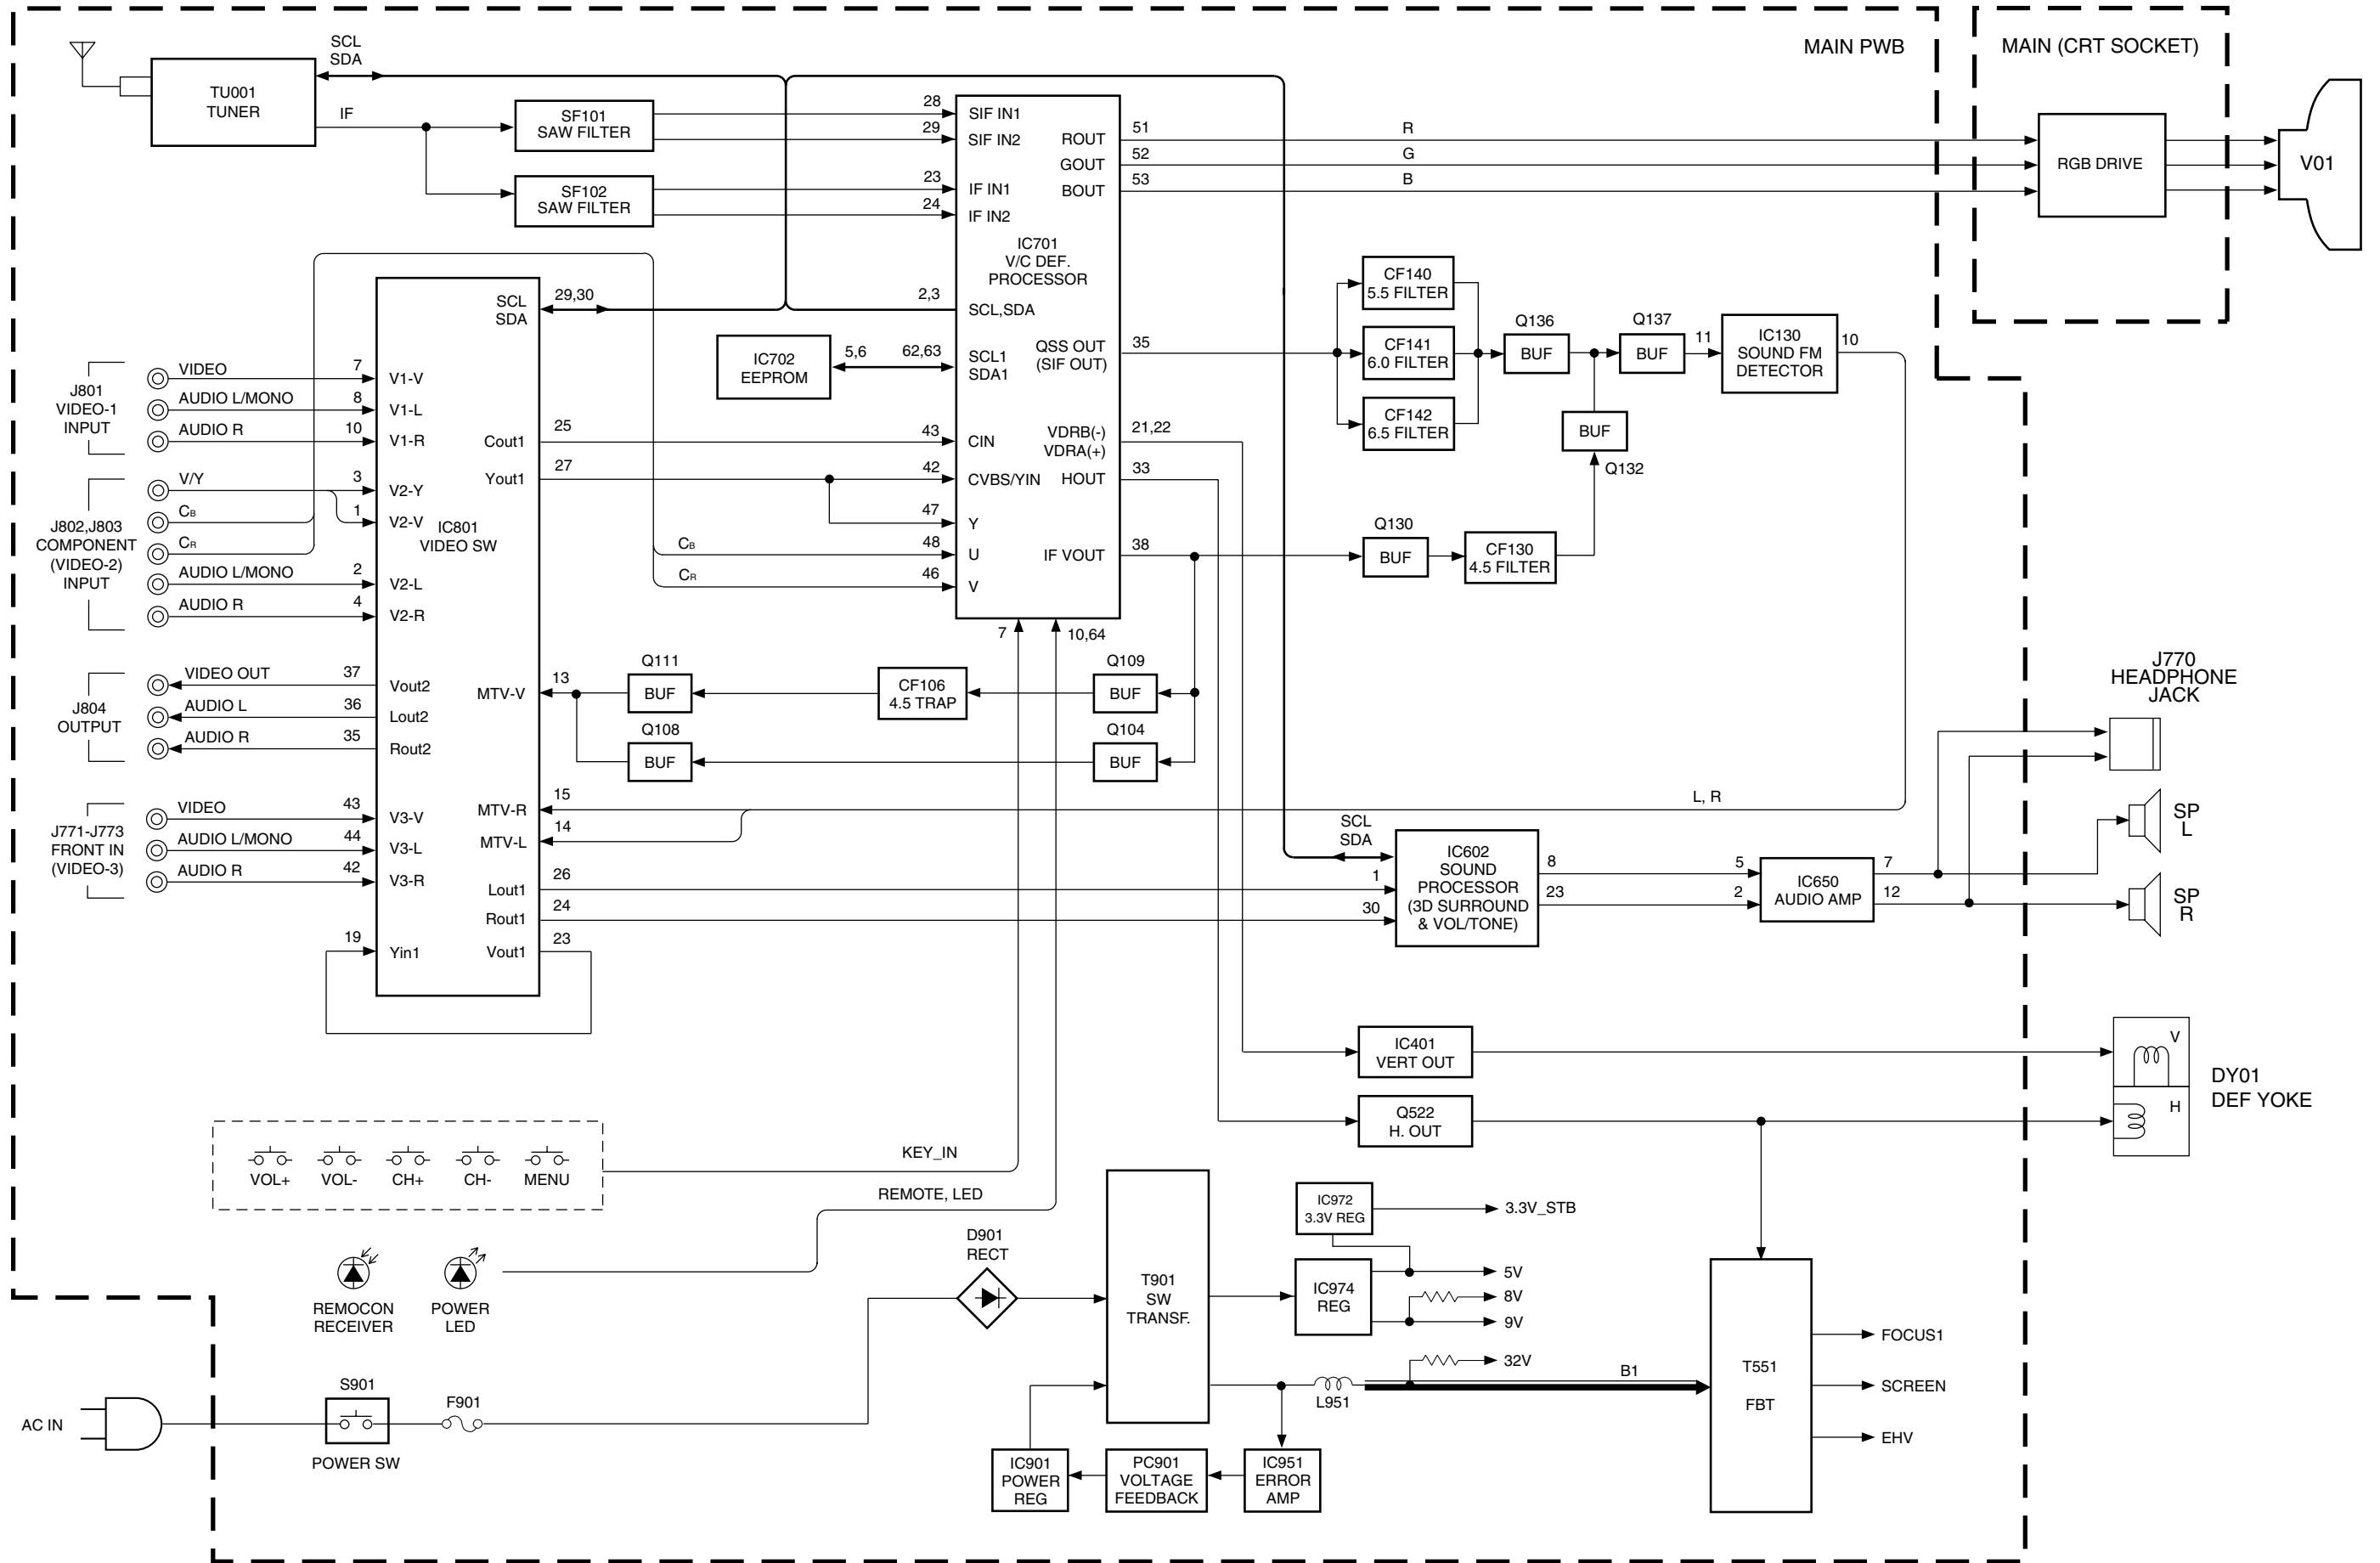 MAIN PWB
MAIN (CRT SOCKET)
SCL
SDA
TU001
TUNER
IF
SF101
SAW FILTER
28
29
SIF IN1
SIF IN2
SF102
SAW FILTER
23
24
IF IN1
IF IN2
ROUT
GOUT
BOUT
51
52
53
R
G
B
RGB DRIVE
V01
IC701
V/C DEF.
PROCESSOR
SCL
SDA
29,30
2,3
SCL,SDA
IC702
EEPROM
5,6
62,63
SCL1
SDA1
QSS OUT
(SIF OUT)
35
CF140
5.5 FILTER
CF141
6.0 FILTER
CF142
6.5 FILTER
Q136
BUF
Q137
BUF
11
IC130
SOUND FM
DETECTOR
10
BUF
Q132
J801
VIDEO-1
INPUT
VIDEO
AUDIO L/MONO
AUDIO R
7
8
10
V1-V
V1-L
V1-R
Cout1
25
43
CIN
VDRB(-)
VDRA(+)
21,22
Yout1
27
42
CVBS/YIN
HOUT
33
47
Y
J802,J803
COMPONENT
(VIDEO-2)
INPUT
V/Y
CB
CR
AUDIO L/MONO
AUDIO R
3
1
2
4
V2-Y
V2-V
V2-L
V2-R
IC801
VIDEO SW
CB
CR
48
46
U
V
IF VOUT
38
Q130
BUF
CF130
4.5 FILTER
7
10,64
J804
OUTPUT
VIDEO OUT
AUDIO L
AUDIO R
37
36
35
Vout2
Lout2
Rout2
MTV-V
13
Q111
BUF
CF106
4.5 TRAP
Q109
BUF
Q108
BUF
Q104
BUF
J770
HEADPHONE
JACK
J771-J773
FRONT IN
(VIDEO-3)
VIDEO
AUDIO L/MONO
AUDIO R
43
44
42
V3-V
V3-L
V3-R
MTV-R
MTV-L
15
14
L, R
Lout1
Rout1
26
24
SCL
SDA
1
30
IC602
SOUND
PROCESSOR
(3D SURROUND
& VOL/TONE)
8
23
5
2
IC650
AUDIO AMP
7
12
SP
L
SP
R
19
Yin1
Vout1
23
IC401
VERT OUT
Q522
H. OUT
V
H
DY01
DEF YOKE
VOL+
VOL-
CH+
CH-
MENU
KEY_IN
REMOTE, LED
REMOCON
RECEIVER
POWER
LED
D901
RECT
T901
SW
TRANSF.
IC972
3.3V REG
3.3V_STB
IC974
REG
5V
8V
9V
32V
L951
B1
T551
FBT
FOCUS1
SCREEN
EHV
AC IN
S901
POWER SW
F901
IC901
POWER
REG
PC901
VOLTAGE
FEEDBACK
IC951
ERROR
AMP